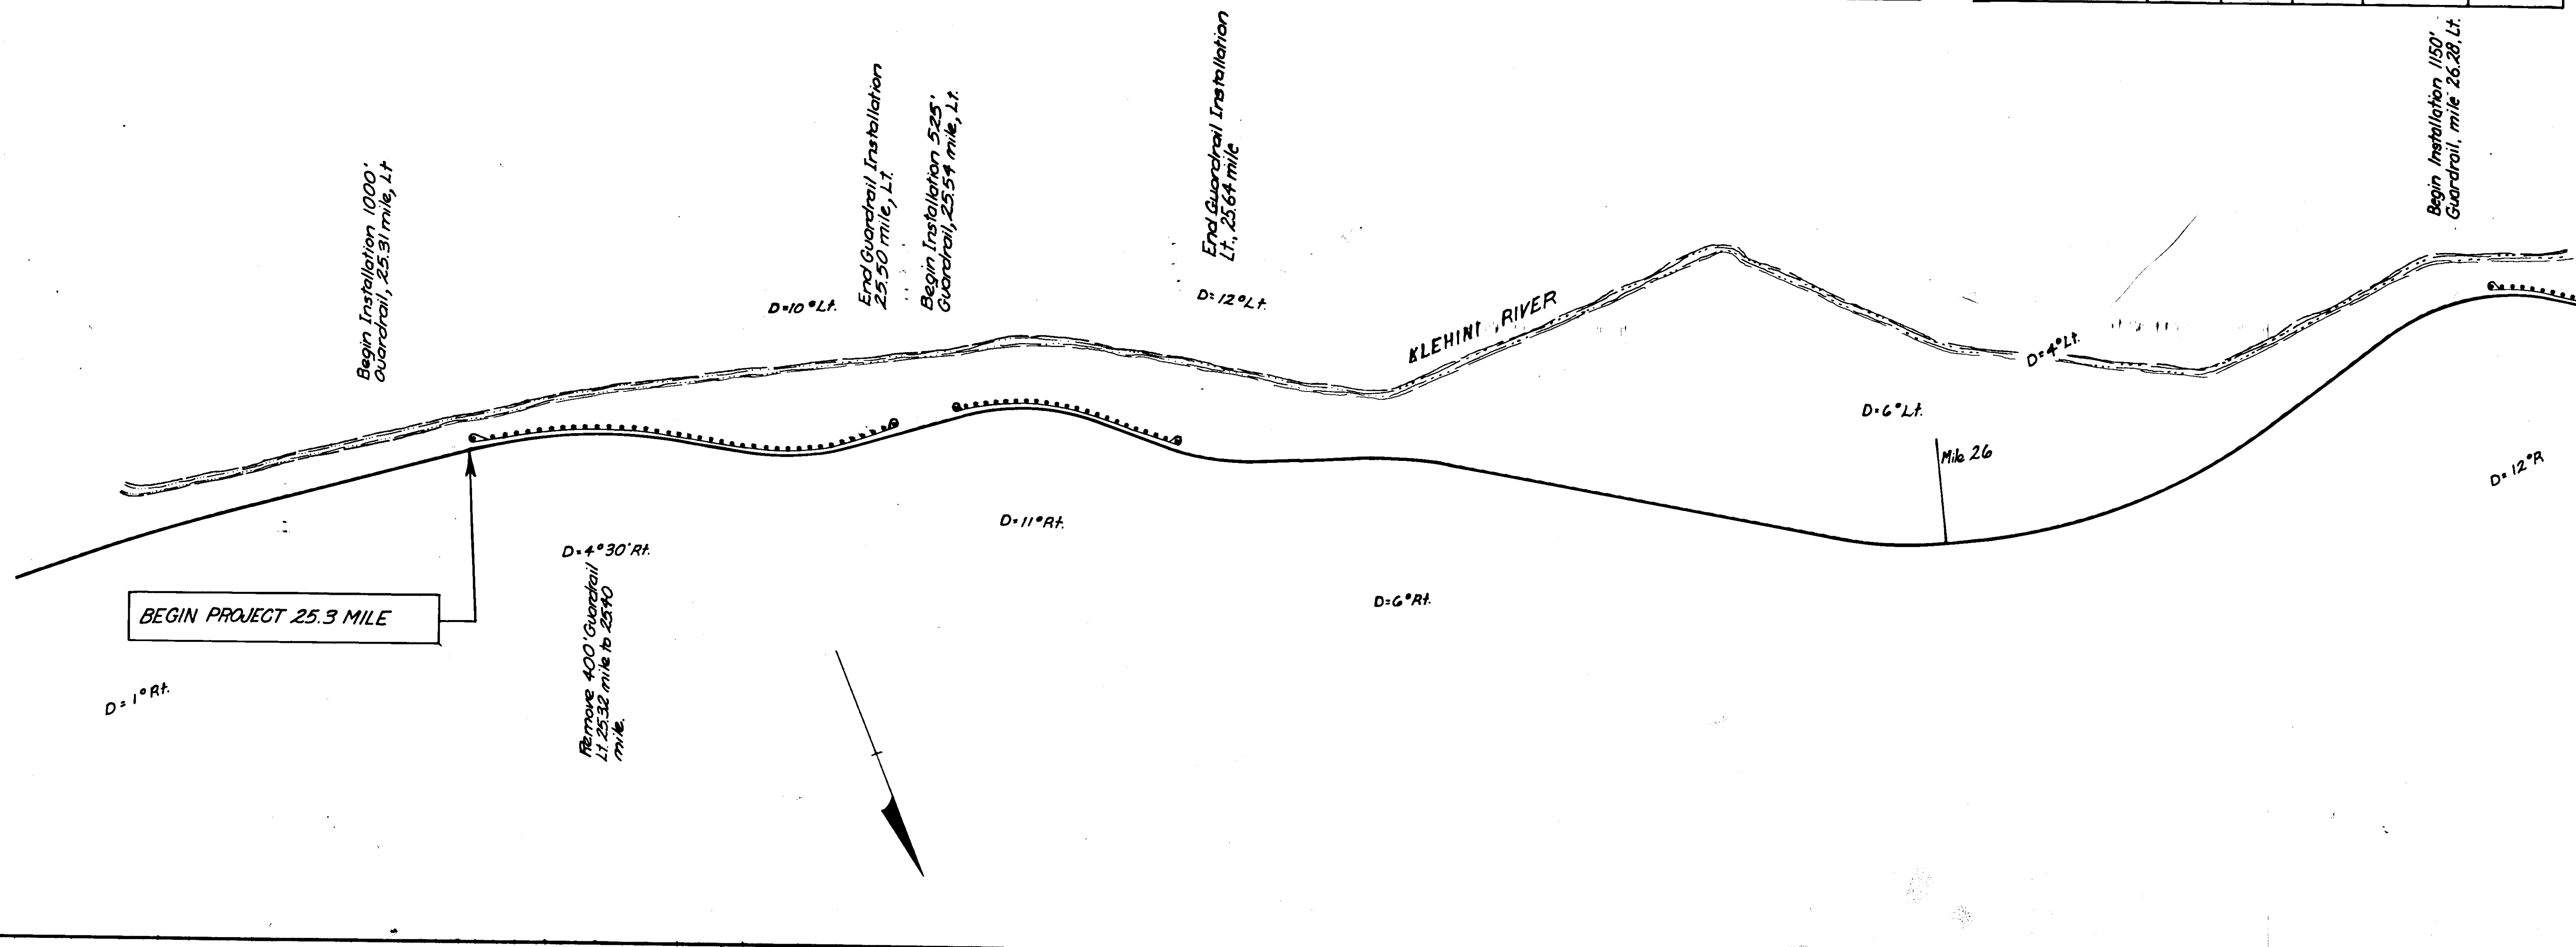 Begin Installation 1000'
Guardrail, 25.31 mile, Lt
End Guardrail Installation
25.50 mile, Lt.
Begin Installation 525'
Guardrail, 25.54 mile, Lt.
End Guardrail Installation
Lt., 25.64 mile
Begin Installation 1150'
Guardrail, mile 26.28, Lt.
D=10° Lt.
D=12° Lt.
KLEHINI RIVER
D=4° Lt.
D=6° Lt.
Mile 26
D=12° R
D=11° Rt.
D=4° 30' Rt.
Remove 400' Guardrail
Lt. 25.32 mile to 25.40
mile.
D=6° Rt.
BEGIN PROJECT 25.3 MILE
D=1° Rt.